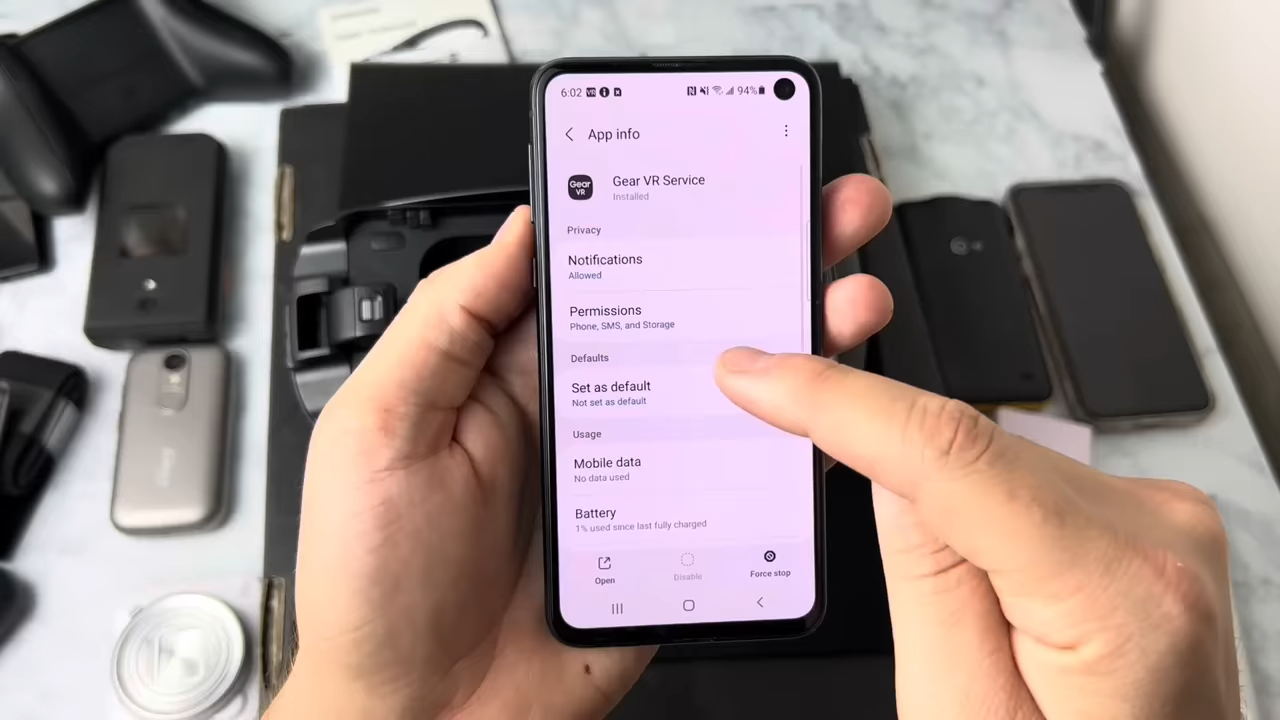 6:02 94%
App info
Gear VR
Gear VR Service
Installed
Privacy
Notifications
Allowed
Permissions
Phone, SMS, and Storage
Defaults
Set as default
Not set as default
Usage
Mobile data
No data used
Battery
1% used since last fully charged
Open Disable Force stop